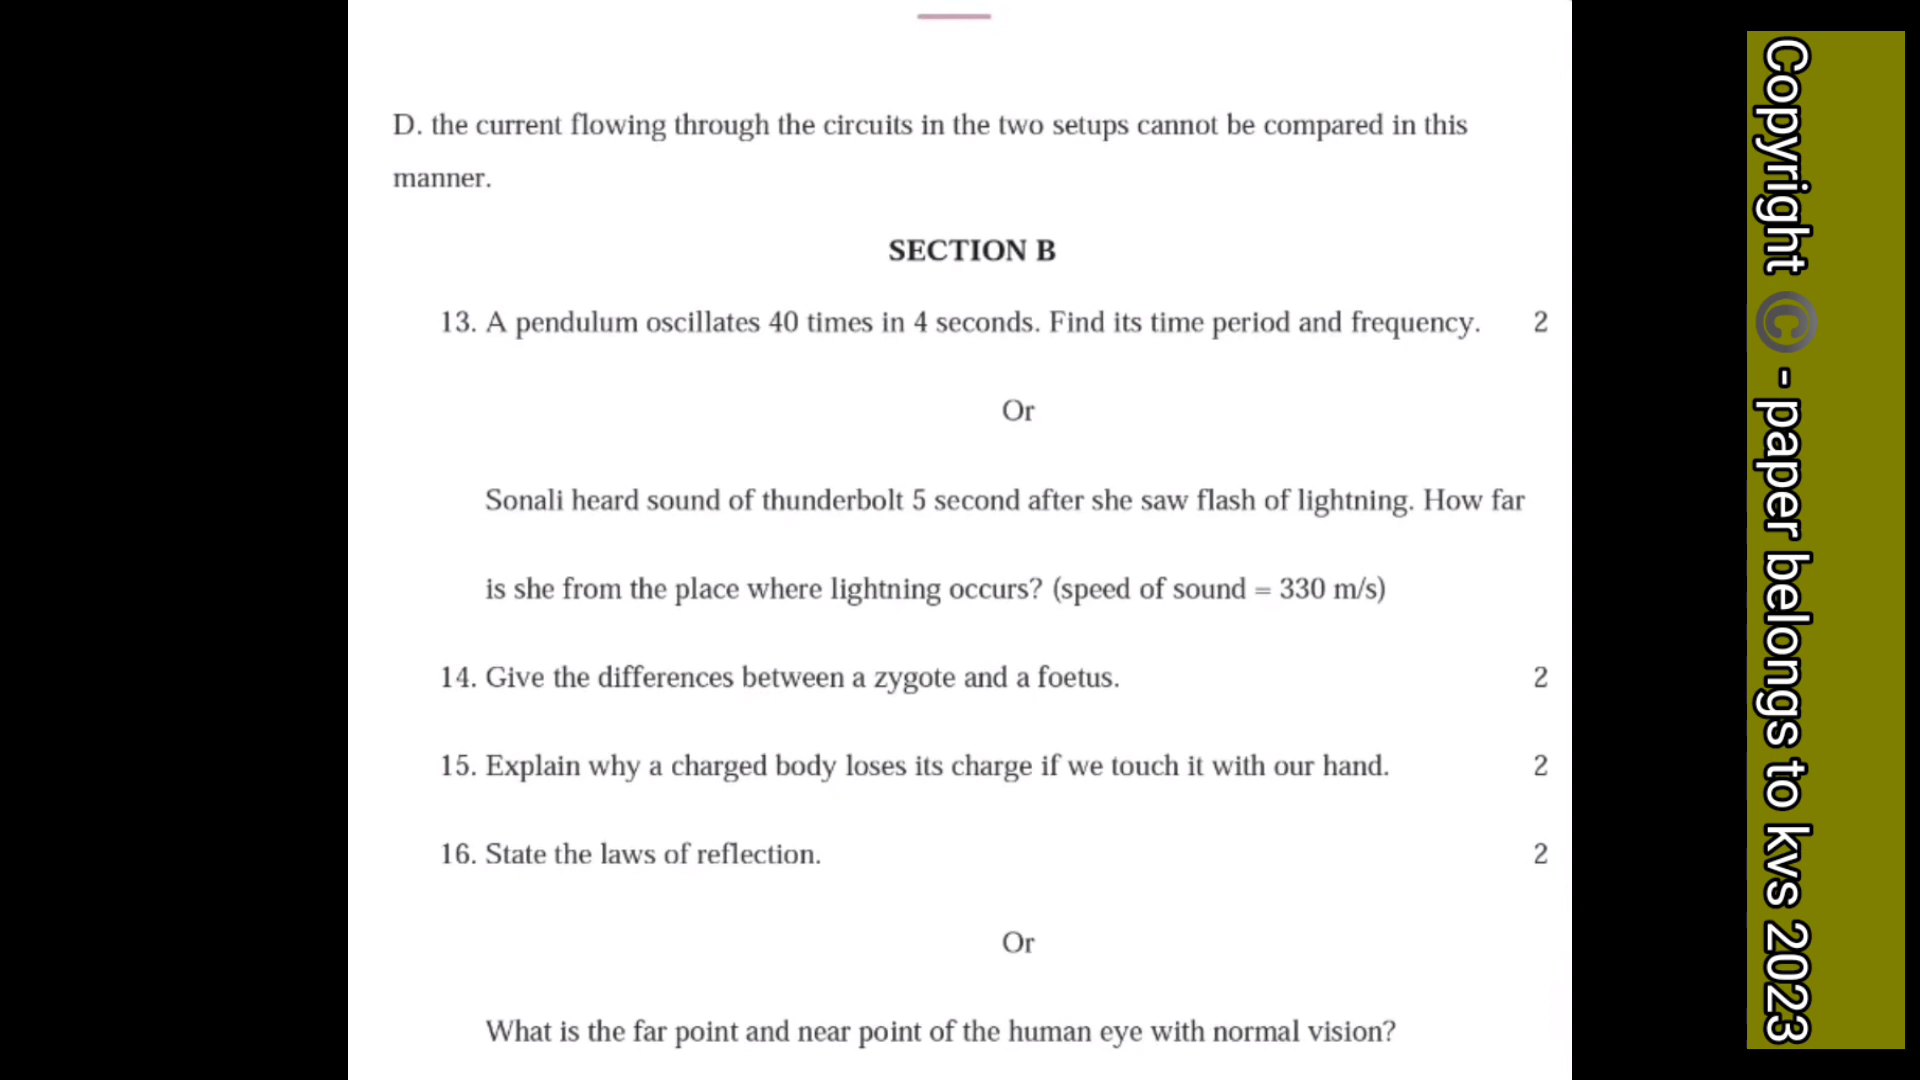 D. the current flowing through the circuits in the two setups cannot be compared in this
manner.
SECTION B
13. A pendulum oscillates 40 times in 4 seconds. Find its time period and frequency. 2
Or
Sonali heard sound of thunderbolt 5 second after she saw flash of lightning. How far
is she from the place where lightning occurs? (speed of sound = 330 m/s)
14. Give the differences between a zygote and a foetus. 2
15. Explain why a charged body loses its charge if we touch it with our hand. 2
16. State the laws of reflection. 2
Or
What is the far point and near point of the human eye with normal vision?
Copyright © - paper belongs to kvs 2023